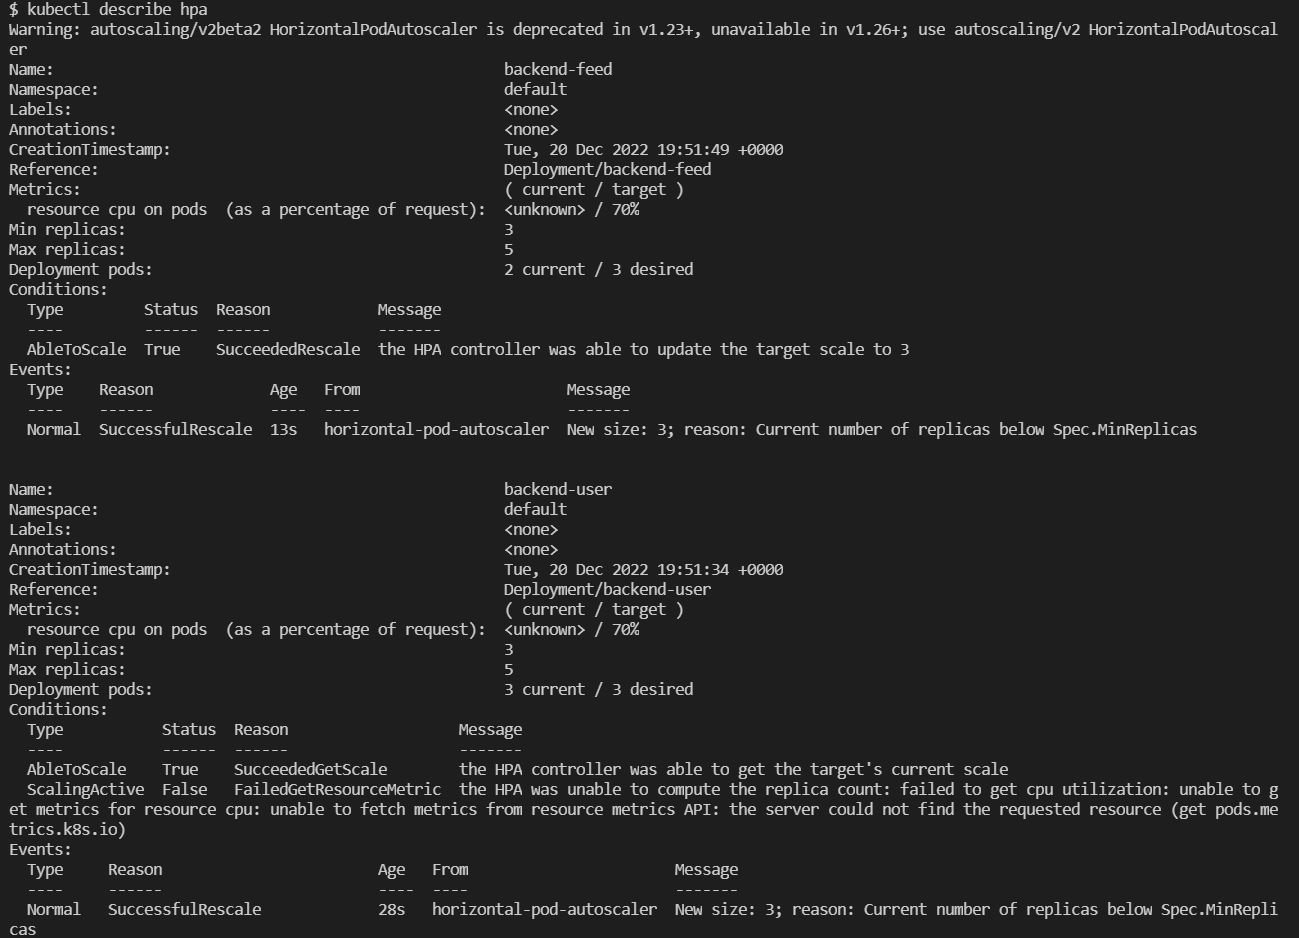 $ kubectl describe hpa
Warning: autoscaling/v2beta2 HorizontalPodAutoscaler is deprecated in v1.23+, unavailable in v1.26+; use autoscaling/v2 HorizontalPodAutoscal
er
Name:                                                  backend-feed
Namespace:                                             default
Labels:                                                <none>
Annotations:                                           <none>
CreationTimestamp:                                     Tue, 20 Dec 2022 19:51:49 +0000
Reference:                                             Deployment/backend-feed
Metrics:                                               ( current / target )
  resource cpu on pods  (as a percentage of request):  <unknown> / 70%
Min replicas:                                          3
Max replicas:                                          5
Deployment pods:                                       2 current / 3 desired
Conditions:
  Type         Status  Reason            Message
  ----         ------  ------            -------
  AbleToScale  True    SucceededRescale  the HPA controller was able to update the target scale to 3
Events:
  Type    Reason             Age   From                       Message
  ----    ------             ----  ----                       -------
  Normal  SuccessfulRescale  13s   horizontal-pod-autoscaler  New size: 3; reason: Current number of replicas below Spec.MinReplicas
Name:                                                  backend-user
Namespace:                                             default
Labels:                                                <none>
Annotations:                                           <none>
CreationTimestamp:                                     Tue, 20 Dec 2022 19:51:34 +0000
Reference:                                             Deployment/backend-user
Metrics:                                               ( current / target )
  resource cpu on pods  (as a percentage of request):  <unknown> / 70%
Min replicas:                                          3
Max replicas:                                          5
Deployment pods:                                       3 current / 3 desired
Conditions:
  Type           Status  Reason                   Message
  ----           ------  ------                   -------
  AbleToScale    True    SucceededGetScale        the HPA controller was able to get the target's current scale
  ScalingActive  False   FailedGetResourceMetric  the HPA was unable to compute the replica count: failed to get cpu utilization: unable to g
et metrics for resource cpu: unable to fetch metrics from resource metrics API: the server could not find the requested resource (get pods.me
trics.k8s.io)
Events:
  Type     Reason                        Age   From                       Message
  ----     ------                        ----  ----                       -------
  Normal   SuccessfulRescale             28s   horizontal-pod-autoscaler  New size: 3; reason: Current number of replicas below Spec.MinRepli
cas